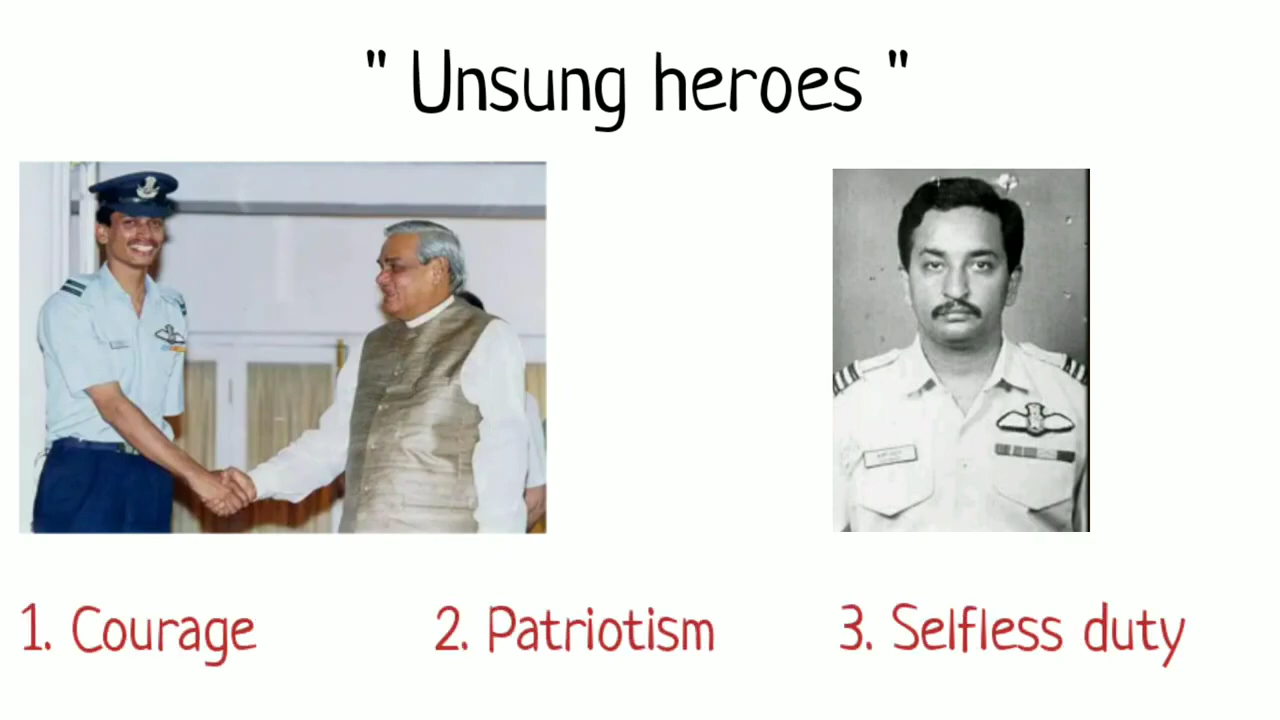 " Unsung heroes "
1. Courage
2. Patriotism
3. Selfless duty